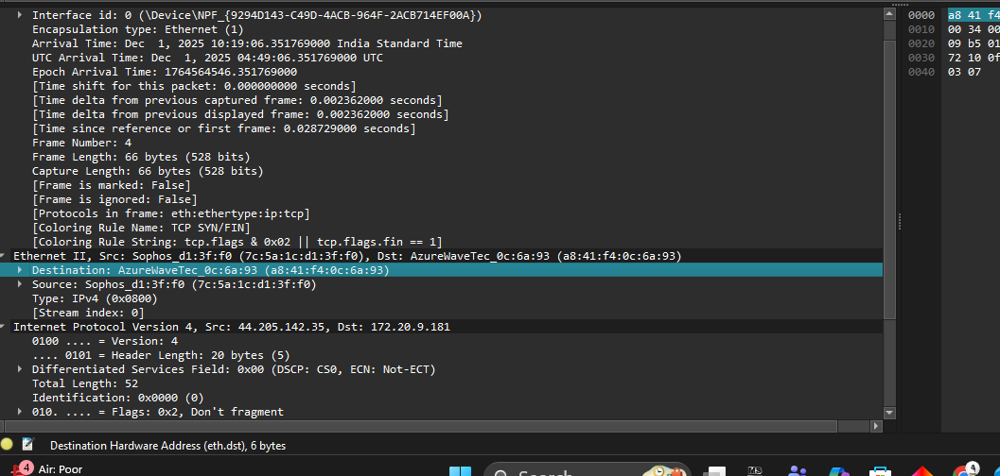 Interface id: 0 (\Device\NPF_{9294D143-C49D-4ACB-964F-2ACB714EF00A})
Encapsulation type: Ethernet (1)
Arrival Time: Dec  1, 2025 10:19:06.351769000 India Standard Time
UTC Arrival Time: Dec  1, 2025 04:49:06.351769000 UTC
Epoch Arrival Time: 1764564546.351769000
[Time shift for this packet: 0.000000000 seconds]
[Time delta from previous captured frame: 0.002362000 seconds]
[Time delta from previous displayed frame: 0.002362000 seconds]
[Time since reference or first frame: 0.028729000 seconds]
Frame Number: 4
Frame Length: 66 bytes (528 bits)
Capture Length: 66 bytes (528 bits)
[Frame is marked: False]
[Frame is ignored: False]
[Protocols in frame: eth:ethertype:ip:tcp]
[Coloring Rule Name: TCP SYN/FIN]
[Coloring Rule String: tcp.flags & 0x02 || tcp.flags.fin == 1]
Ethernet II, Src: Sophos_d1:3f:f0 (7c:5a:1c:d1:3f:f0), Dst: AzureWaveTec_0c:6a:93 (a8:41:f4:0c:6a:93)
Destination: AzureWaveTec_0c:6a:93 (a8:41:f4:0c:6a:93)
Source: Sophos_d1:3f:f0 (7c:5a:1c:d1:3f:f0)
Type: IPv4 (0x0800)
[Stream index: 0]
Internet Protocol Version 4, Src: 44.205.142.35, Dst: 172.20.9.181
0100 .... = Version: 4
.... 0101 = Header Length: 20 bytes (5)
Differentiated Services Field: 0x00 (DSCP: CS0, ECN: Not-ECT)
Total Length: 52
Identification: 0x0000 (0)
010. .... = Flags: 0x2, Don't fragment
0000 a8 41 f4
0010 00 34 00
0020 09 b5 01
0030 72 10 0f
0040 03 07
Destination Hardware Address (eth.dst), 6 bytes
4
Air: Poor
Search
4